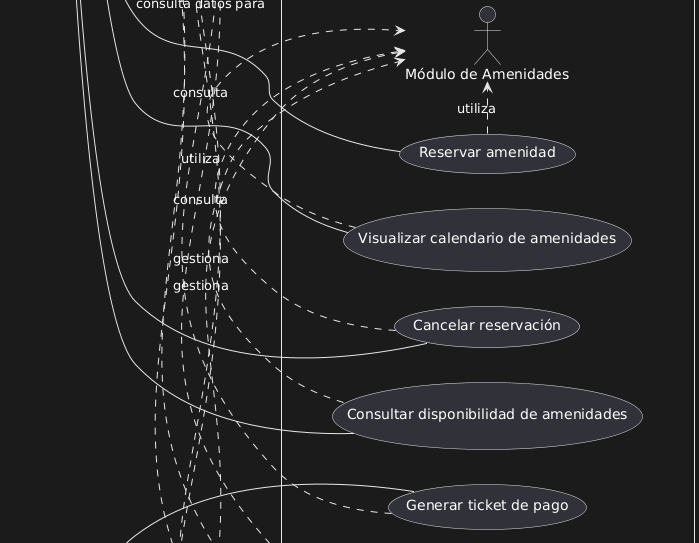 consulta datos para
consulta
Módulo de Amenidades
utiliza
Reservar amenidad
utiliza
consulta
Visualizar calendario de amenidades
gestiona
gestiona
Cancelar reservación
Consultar disponibilidad de amenidades
Generar ticket de pago